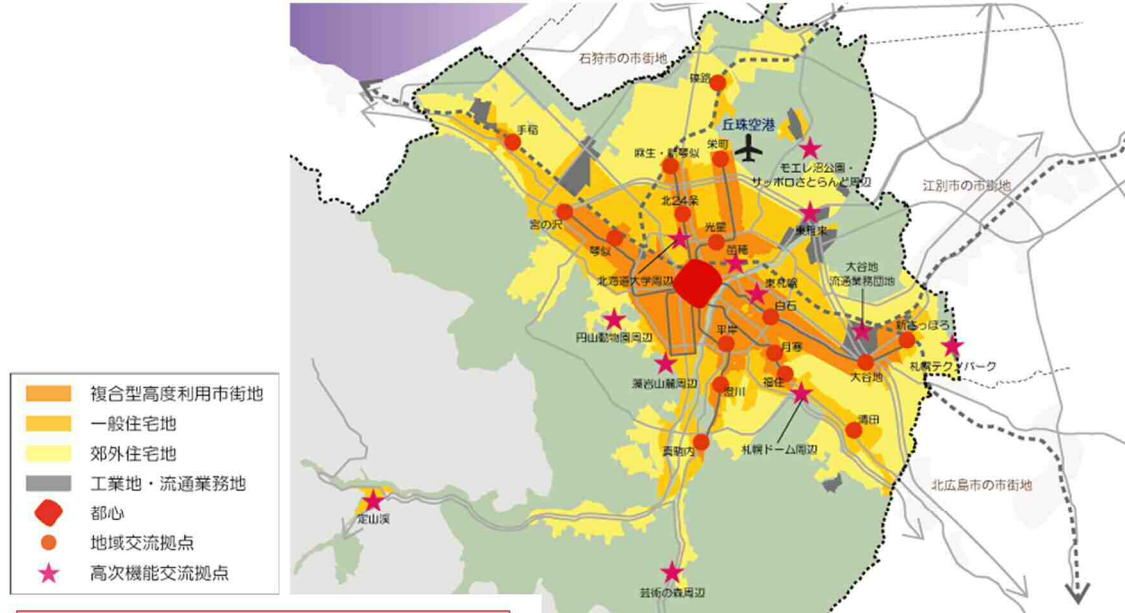 石狩市の市街地
篠路
丘珠空港
栄町
手稲
麻生・新琴似
モエレ沼公園・
サッポロさとらんど周辺
江別市の市街地
北24条
宮の沢
光星
東雁来
琴似
苗穂
北海道大学周辺
東札幌
大谷地
流通業務団地
白石
新さっぽろ
円山動物園周辺
平岸
月寒
札幌テクノパーク
藻岩山麓周辺
福住
大谷地
澄川
清田
真駒内
札幌ドーム周辺
北広島市の市街地
定山渓
芸術の森周辺
複合型高度利用市街地
一般住宅地
郊外住宅地
工業地・流通業務地
都心
地域交流拠点
高次機能交流拠点